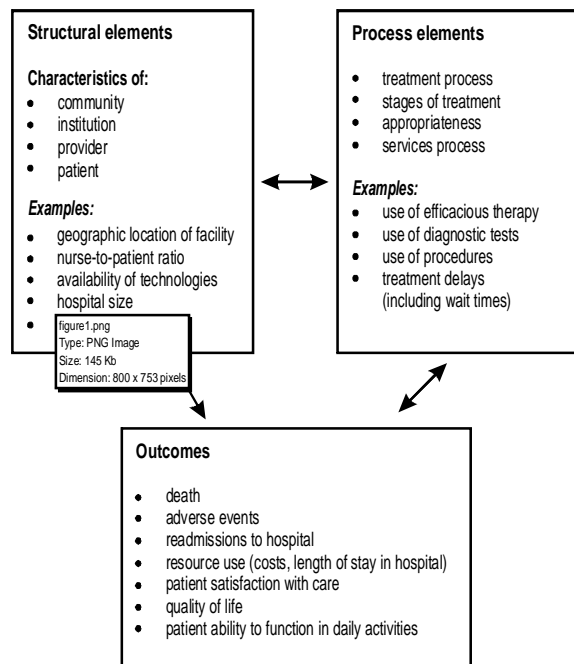 Structural elements
Characteristics of:
• community
• institution
• provider
• patient
Examples:
• geographic location of facility
• nurse-to-patient ratio
• availability of technologies
• hospital size
•
figure1.png
Type: PNG Image
Size: 145 Kb
Dimension: 800 x 753 pixels
Process elements
• treatment process
• stages of treatment
• appropriateness
• services process
Examples:
• use of efficacious therapy
• use of diagnostic tests
• use of procedures
• treatment delays
(including wait times)
Outcomes
• death
• adverse events
• readmissions to hospital
• resource use (costs, length of stay in hospital)
• patient satisfaction with care
• quality of life
• patient ability to function in daily activities